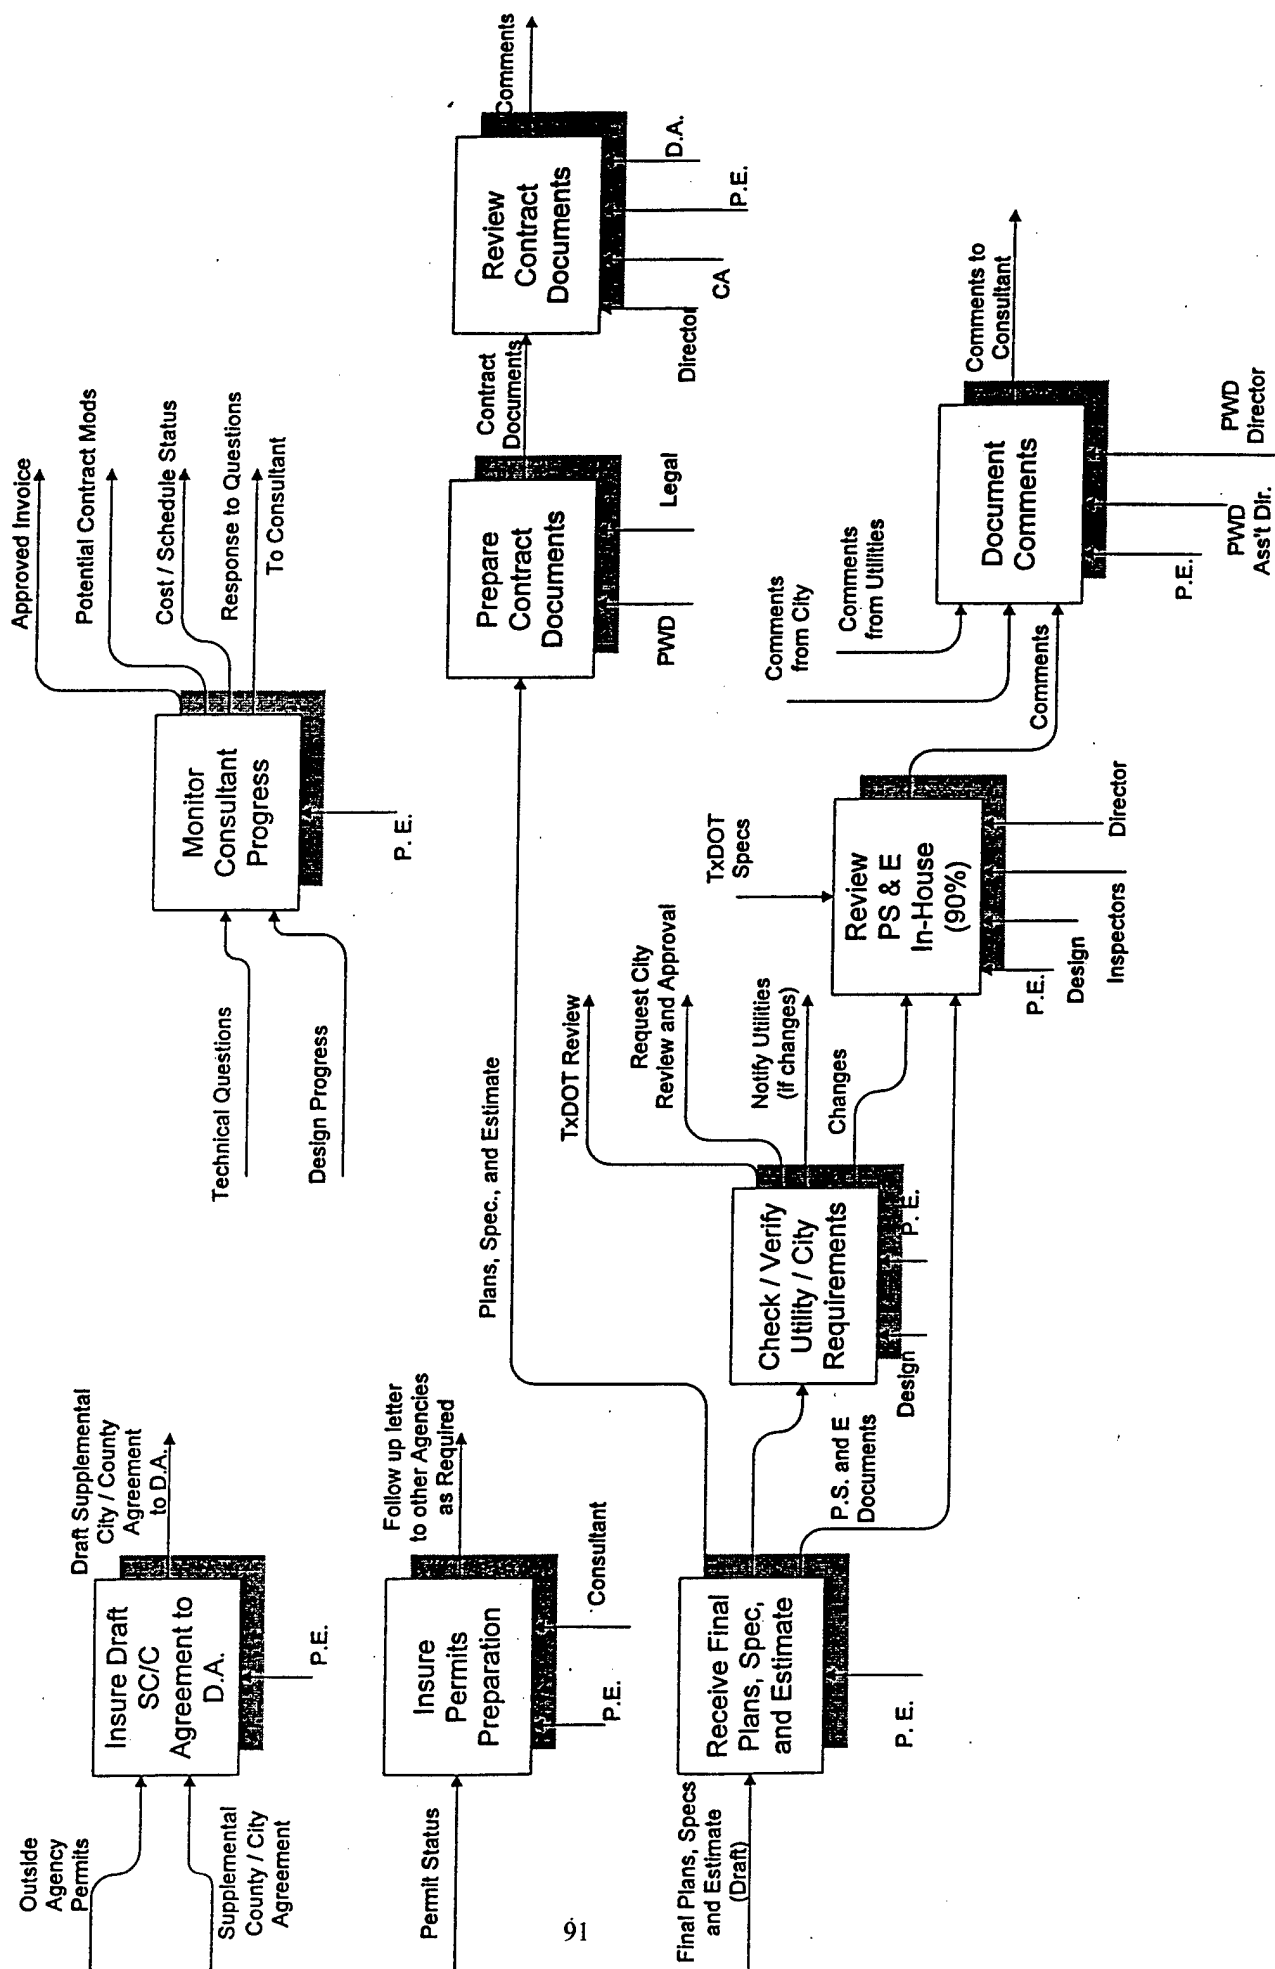 Outside
Agency
Permits
Supplemental
County / City
Agreement
Insure Draft
SC/C
Agreement to
D.A.
P.E.
Draft Supplemental
City / County
Agreement
to D.A.
Technical Questions
Design Progress
Monitor
Consultant
Progress
P. E.
Approved Invoice
Potential Contract Mods
Cost / Schedule Status
Response to Questions
To Consultant
Permit Status
Insure
Permits
Preparation
P.E.
Consultant
Follow up letter
to other Agencies
as Required
Plans, Spec., and Estimate
Prepare
Contract
Documents
PWD
Legal
Contract
Documents
Review
Contract
Documents
Director
CA
P.E.
D.A.
Comments
Final Plans, Specs
and Estimate
(Draft)
Receive Final
Plans, Spec,
and Estimate
P. E.
P.S. and E
Documents
Check / Verify
Utility / City
Requirements
Design
P. E.
TxDOT Review
Request City
Review and Approval
Notify Utilities
(if changes)
Changes
TxDOT
Specs
Review
PS & E
In-House
(90%)
P.E.
Design
Inspectors
Director
Comments
Comments
from City
Comments
from Utilities
Document
Comments
P.E.
PWD
Ass't Dir.
PWD
Director
Comments to
Consultant
91